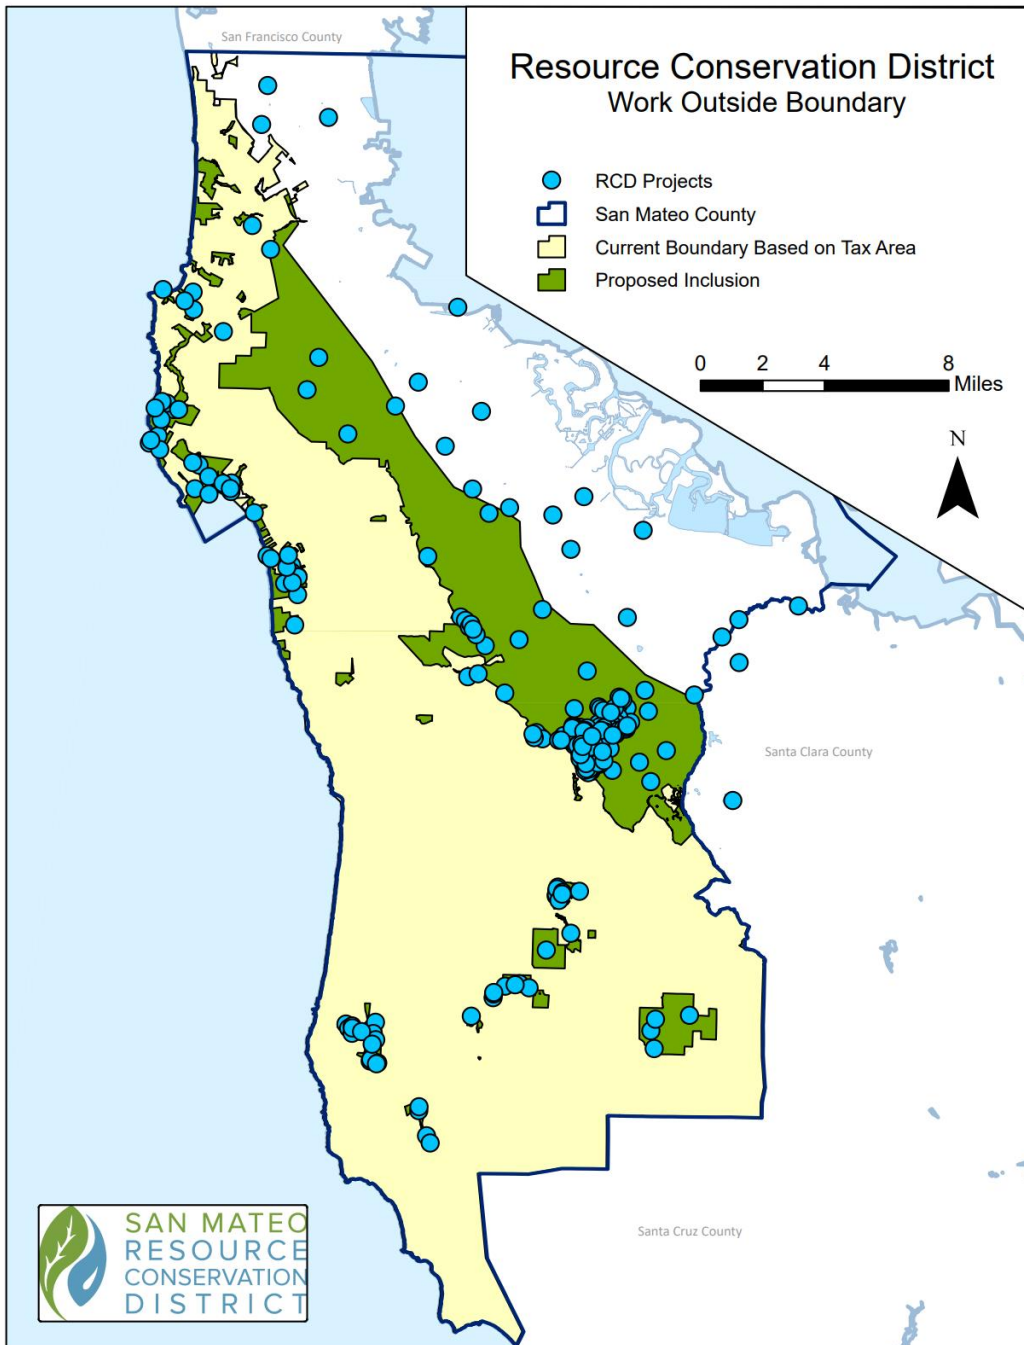 San Francisco County
Resource Conservation District
Work Outside Boundary
RCD Projects
San Mateo County
Current Boundary Based on Tax Area
Proposed Inclusion
0 2 4 8 Miles
N
Santa Clara County
Santa Cruz County
SAN MATEO
RESOURCE
CONSERVATION
DISTRICT